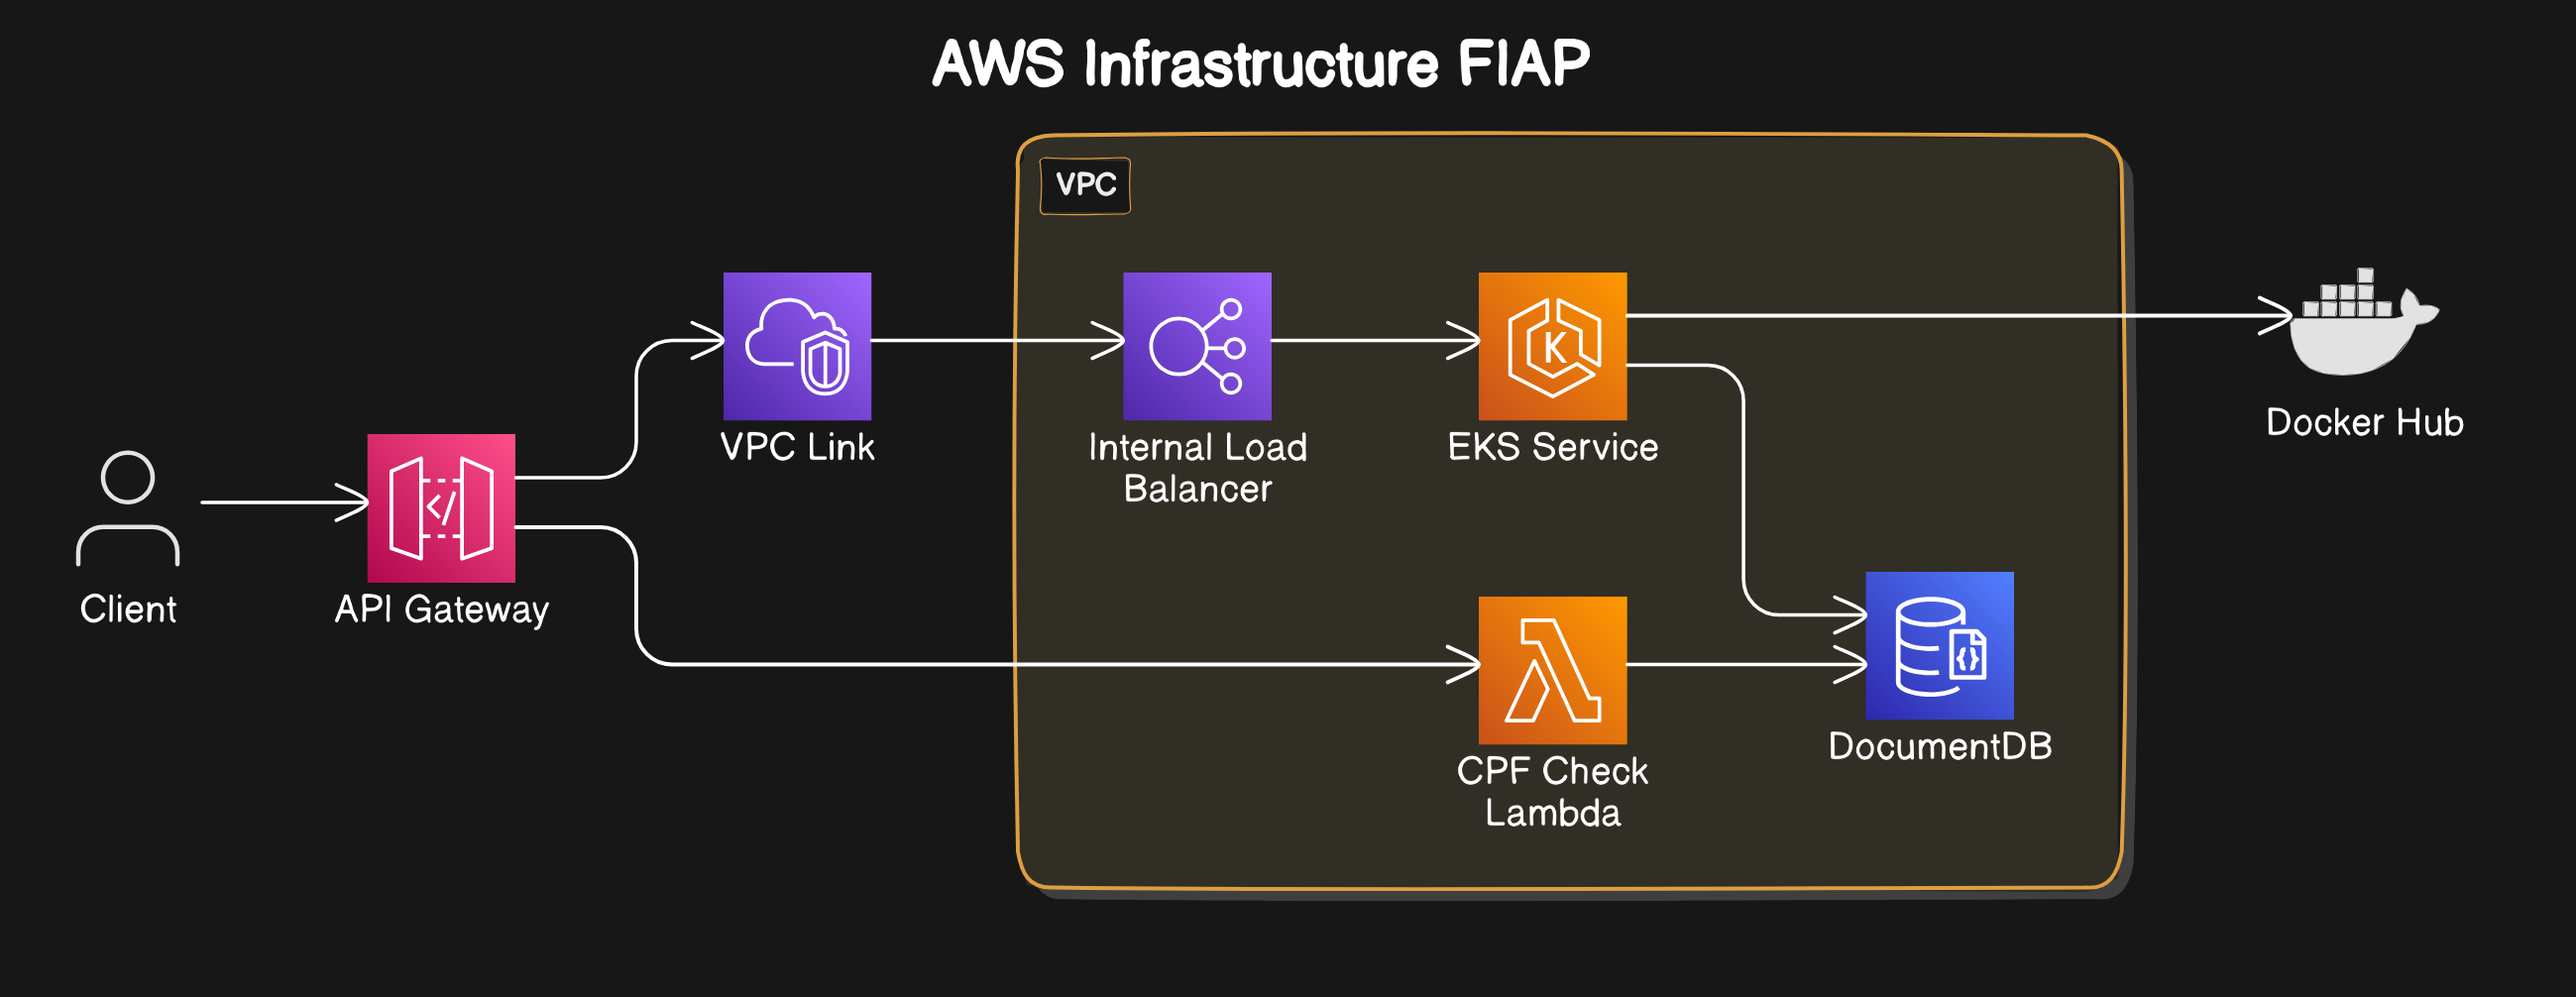 AWS Infrastructure FIAP
VPC
VPC Link
Internal Load
Balancer
EKS Service
Docker Hub
Client
API Gateway
CPF Check
Lambda
DocumentDB